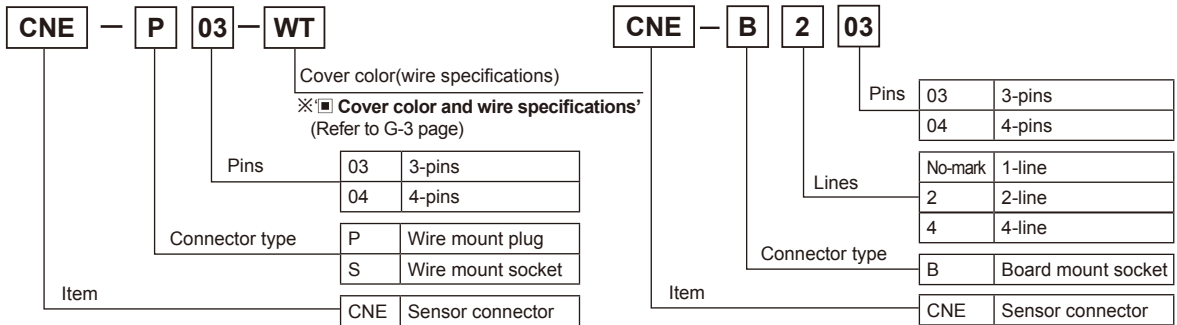 CNE — P 03 — WT
Cover color(wire specifications)
※‘▣ Cover color and wire specifications’
(Refer to G-3 page)
Pins
03 3-pins
04 4-pins
Connector type
P Wire mount plug
S Wire mount socket
Item
CNE Sensor connector
CNE — B 2 03
Pins
03 3-pins
04 4-pins
Lines
No-mark 1-line
2 2-line
4 4-line
Connector type
B Board mount socket
Item
CNE Sensor connector